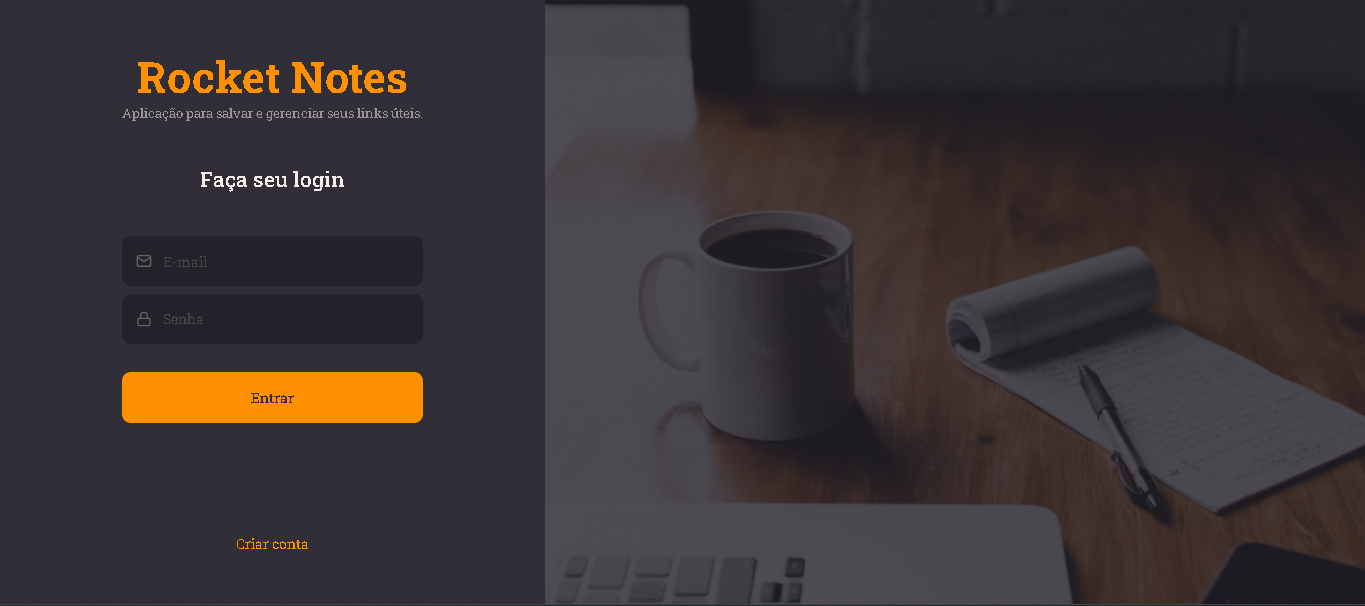 Rocket Notes
Aplicação para salvar e gerenciar seus links úteis.
Faça seu login
E-mail
Senha
Entrar
Criar conta